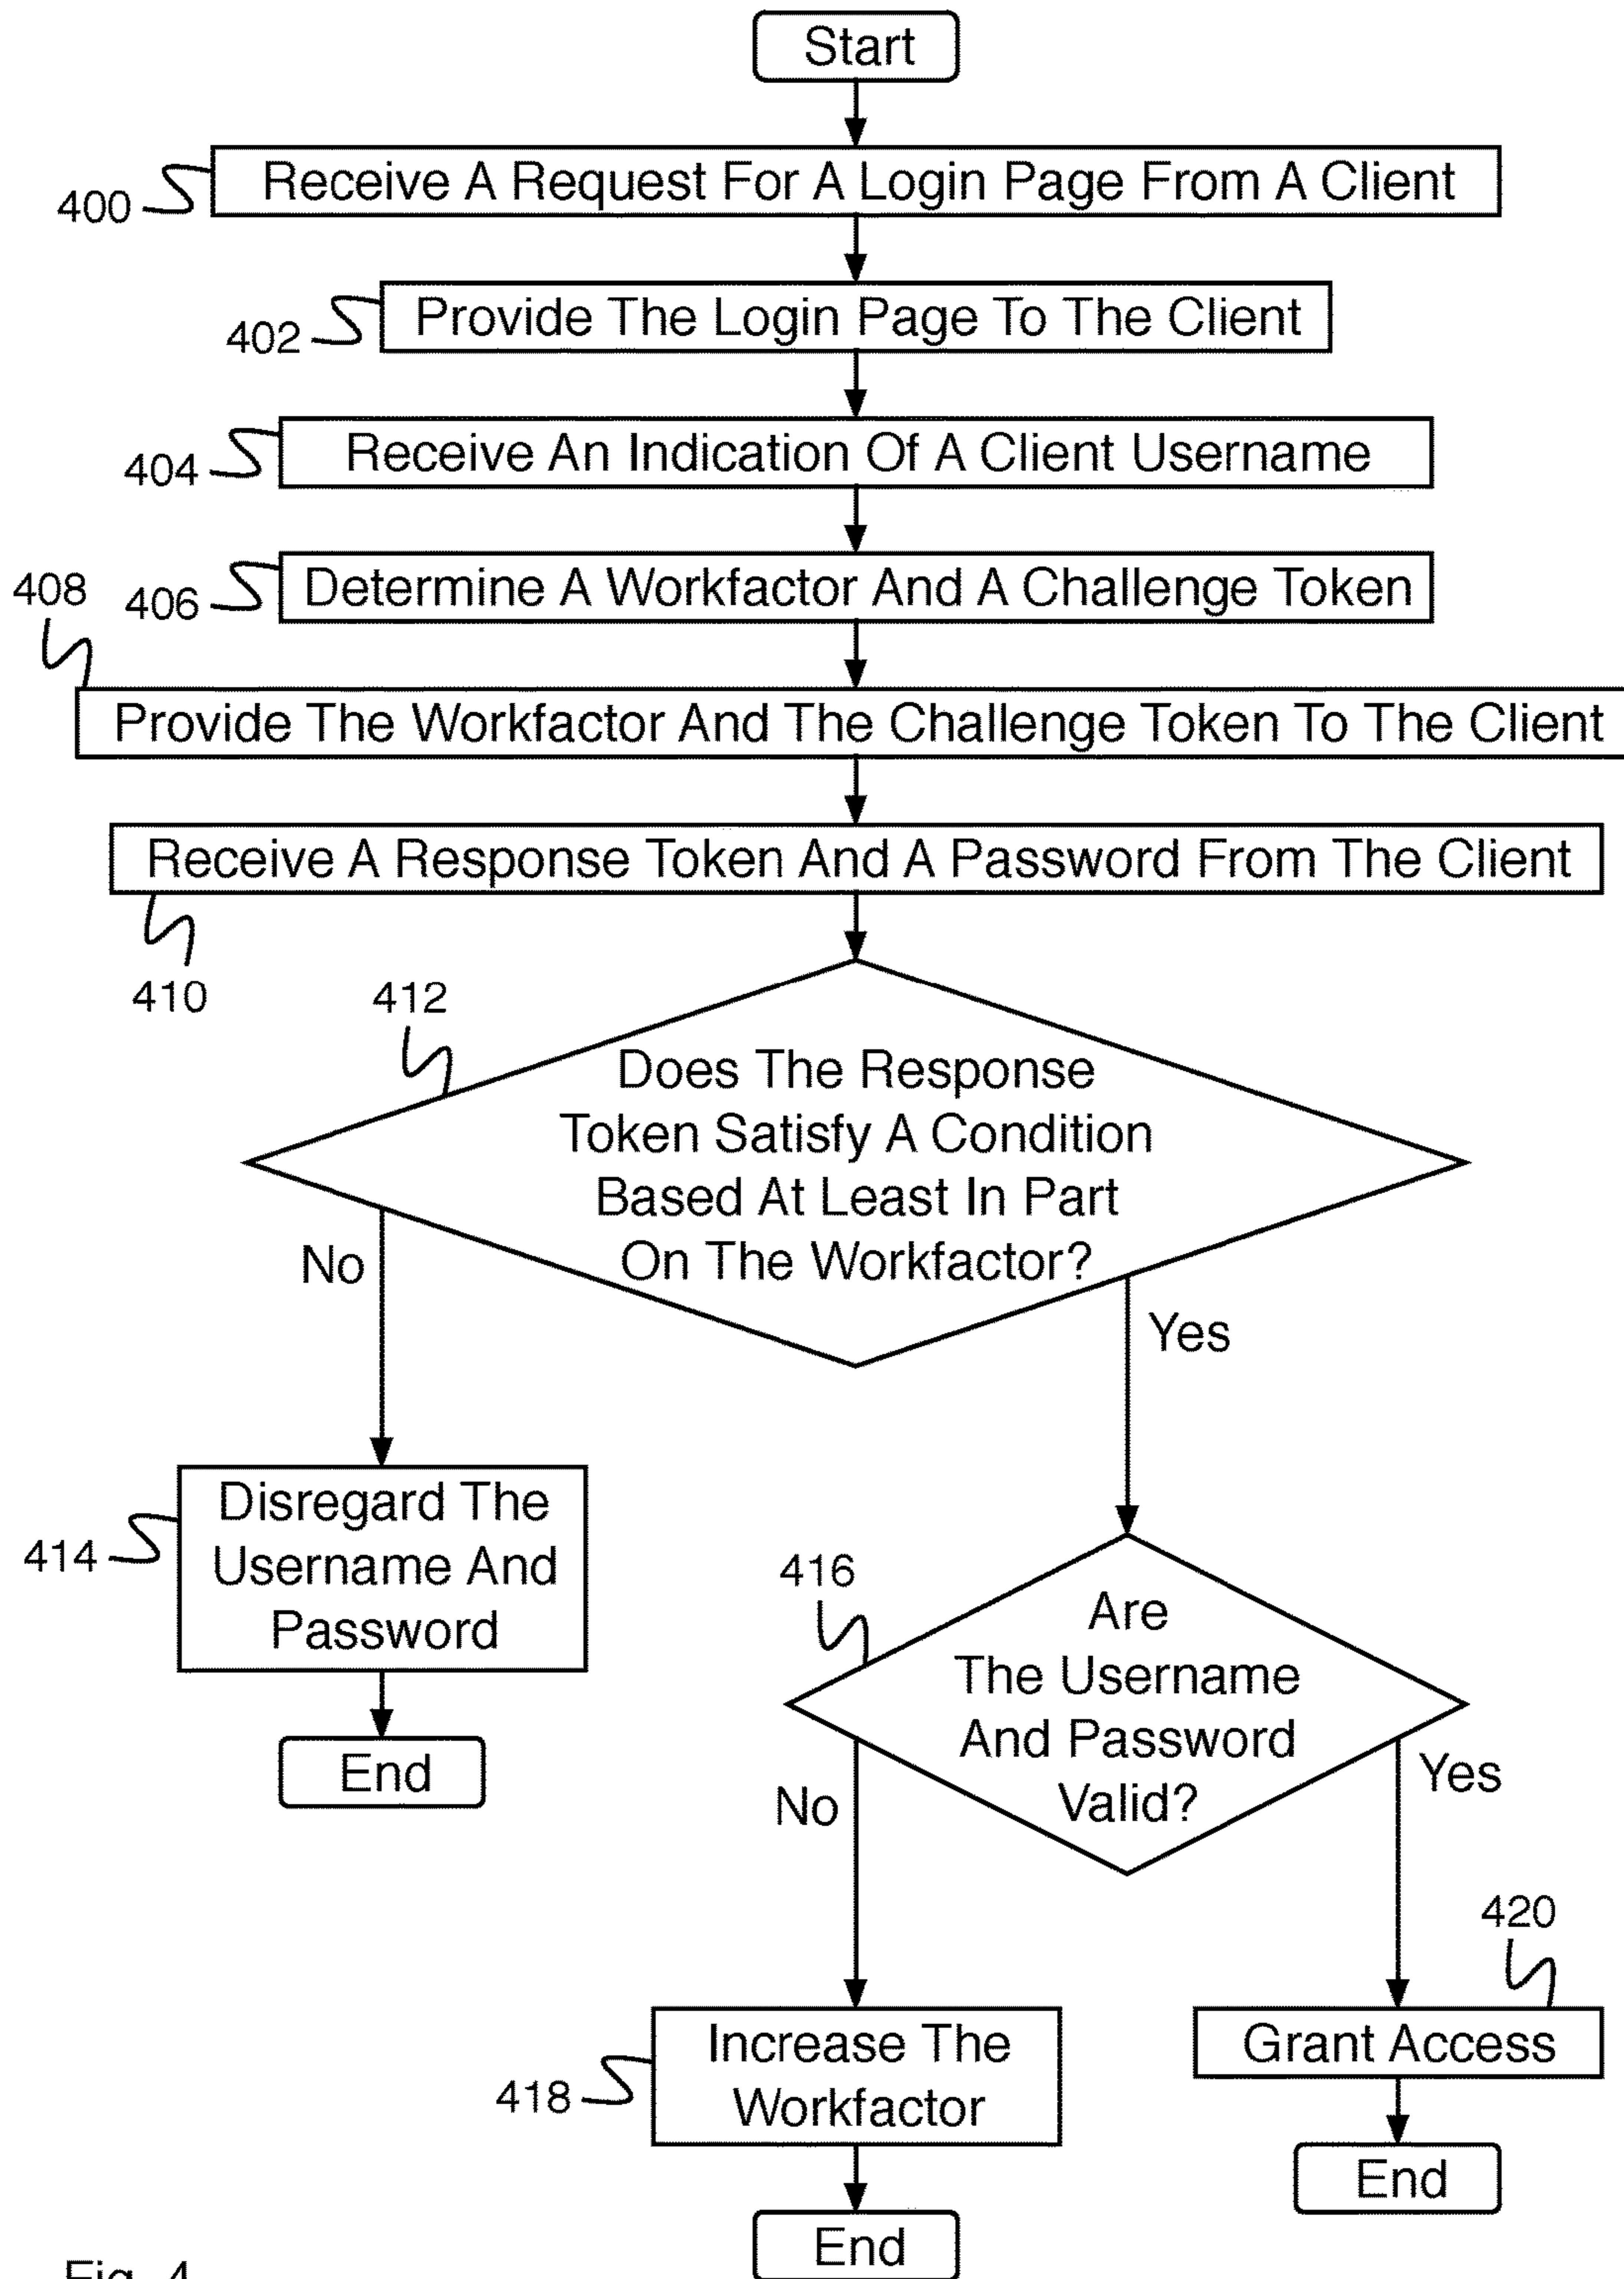 Start
Receive A Request For A Login Page From A Client
400
Provide The Login Page To The Client
402
Receive An Indication Of A Client Username
404
408
406
Determine A Workfactor And A Challenge Token
Provide The Workfactor And The Challenge Token To The Client
Receive A Response Token And A Password From The Client
410
412
Does The Response
Token Satisfy A Condition
Based At Least In Part
On The Workfactor?
No
Yes
Disregard The
Username And
Password
414
End
416
Are
The Username
And Password
Valid?
No
Yes
420
Increase The
Workfactor
418
Grant Access
End
End
Fig. 4